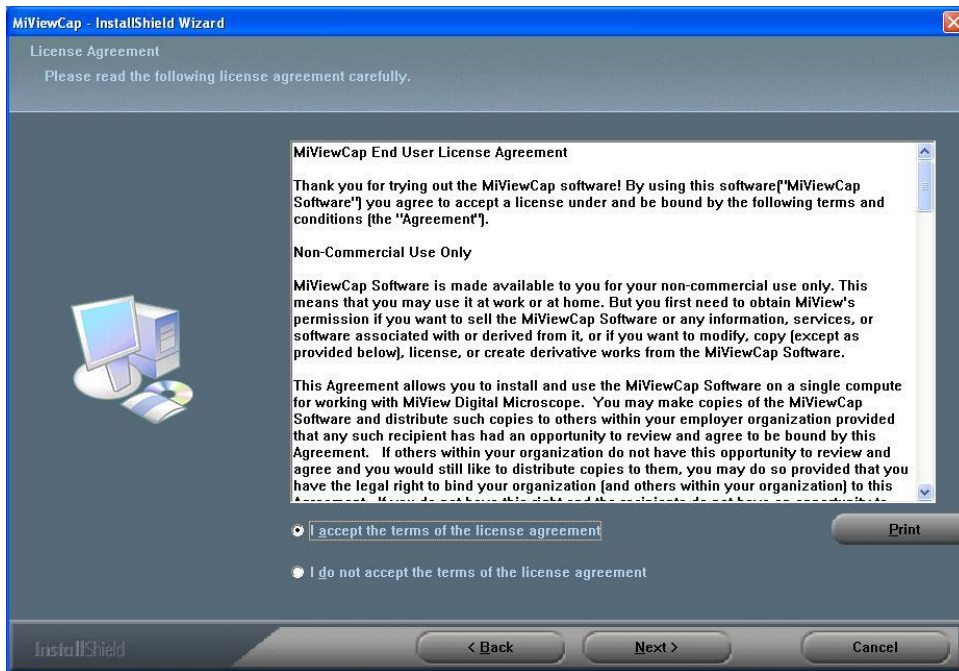 MiViewCap - InstallShield Wizard
License Agreement
Please read the following license agreement carefully.
MiViewCap End User License Agreement
Thank you for trying out the MiViewCap software! By using this software("MiViewCap
Software") you agree to accept a license under and be bound by the following terms and
conditions (the "Agreement").
Non-Commercial Use Only
MiViewCap Software is made available to you for your non-commercial use only. This
means that you may use it at work or at home. But you first need to obtain MiView's
permission if you want to sell the MiViewCap Software or any information, services, or
software associated with or derived from it, or if you want to modify, copy (except as
provided below), license, or create derivative works from the MiViewCap Software.
This Agreement allows you to install and use the MiViewCap Software on a single compute
for working with MiView Digital Microscope. You may make copies of the MiViewCap
Software and distribute such copies to others within your employer organization provided
that any such recipient has had an opportunity to review and agree to be bound by this
Agreement. If others within your organization do not have this opportunity to review and
agree and you would still like to distribute copies to them, you may do so provided that you
have the legal right to bind your organization (and others within your organization) to this
I accept the terms of the license agreement
Print
I do not accept the terms of the license agreement
InstallShield
< Back
Next >
Cancel